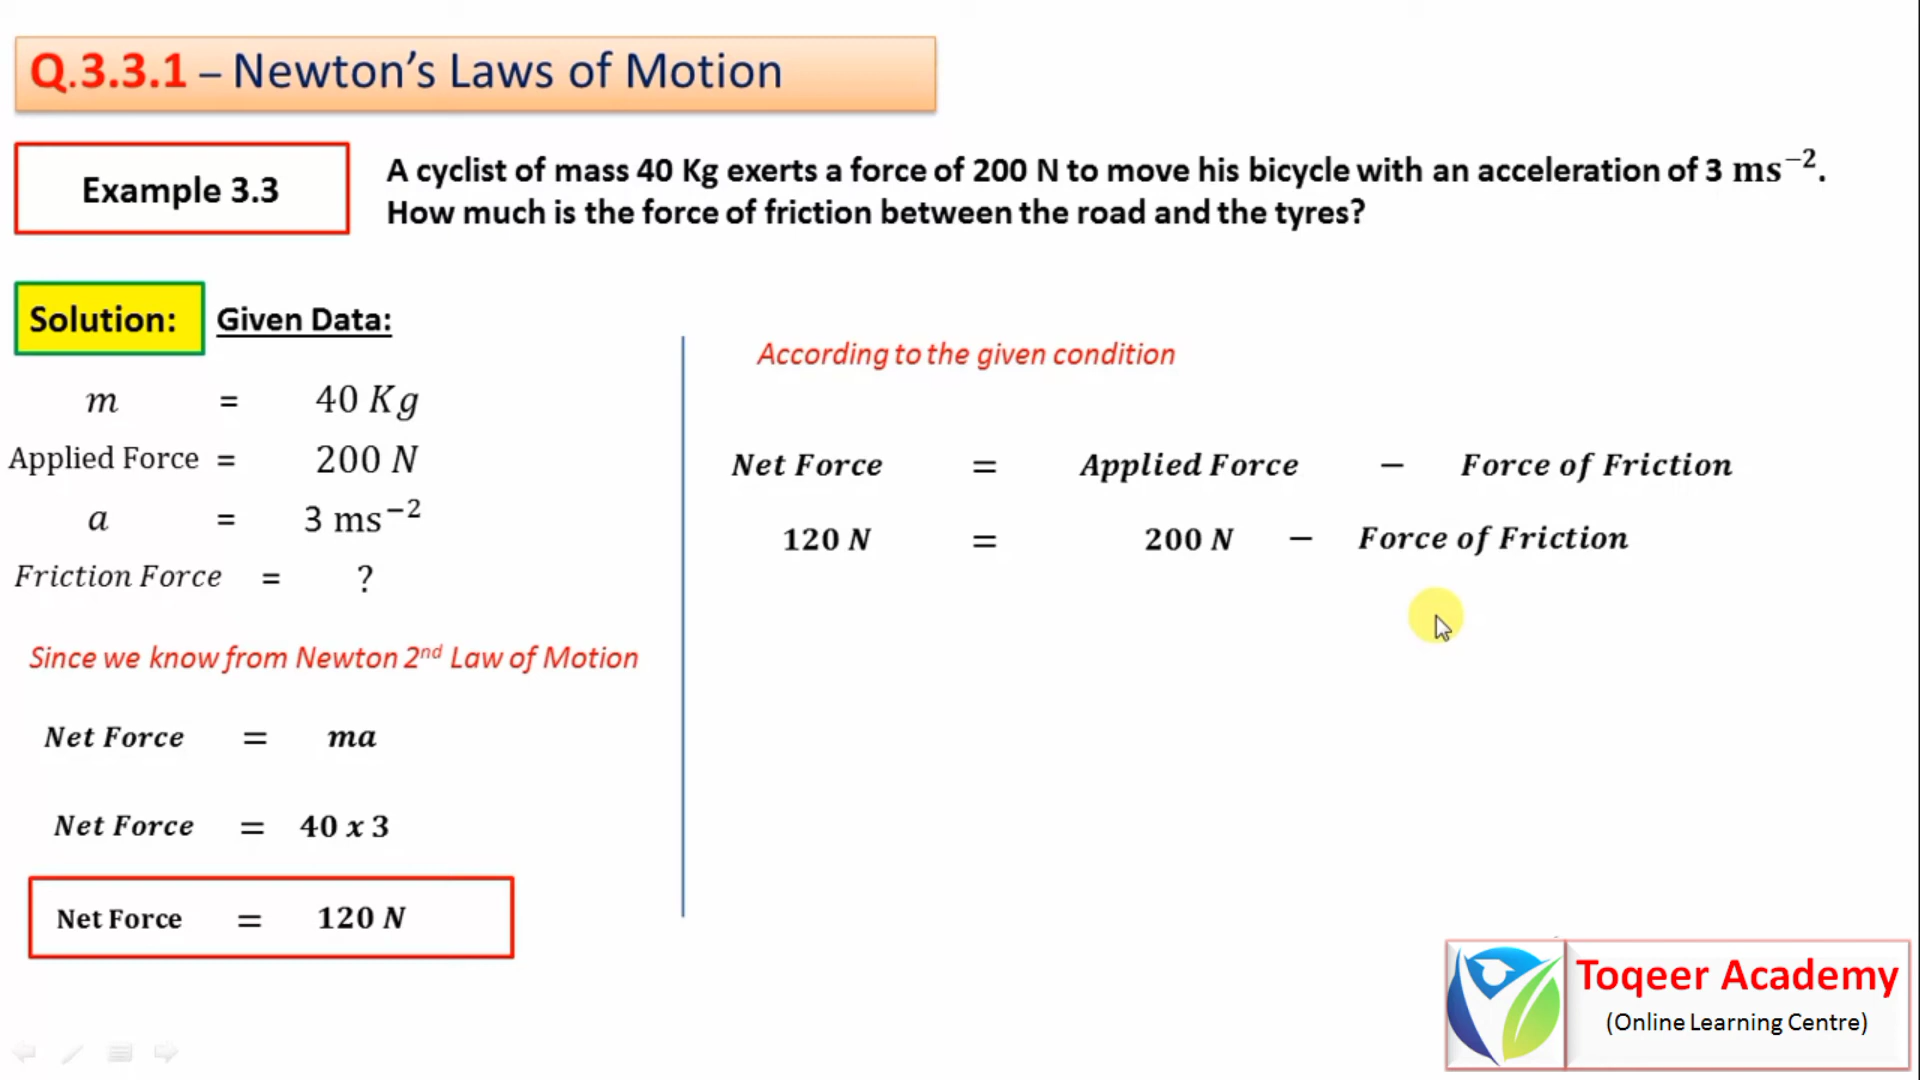 Q.3.3.1 – Newton’s Laws of Motion
Example 3.3
A cyclist of mass 40 Kg exerts a force of 200 N to move his bicycle with an acceleration of 3 ms⁻².
How much is the force of friction between the road and the tyres?
Solution: Given Data:
m = 40 Kg
Applied Force = 200 N
a = 3 ms⁻²
Friction Force = ?
Since we know from Newton 2ⁿᵈ Law of Motion
Net Force = ma
Net Force = 40 x 3
Net Force = 120 N
According to the given condition
Net Force = Applied Force − Force of Friction
120 N = 200 N − Force of Friction
Toqeer Academy
(Online Learning Centre)